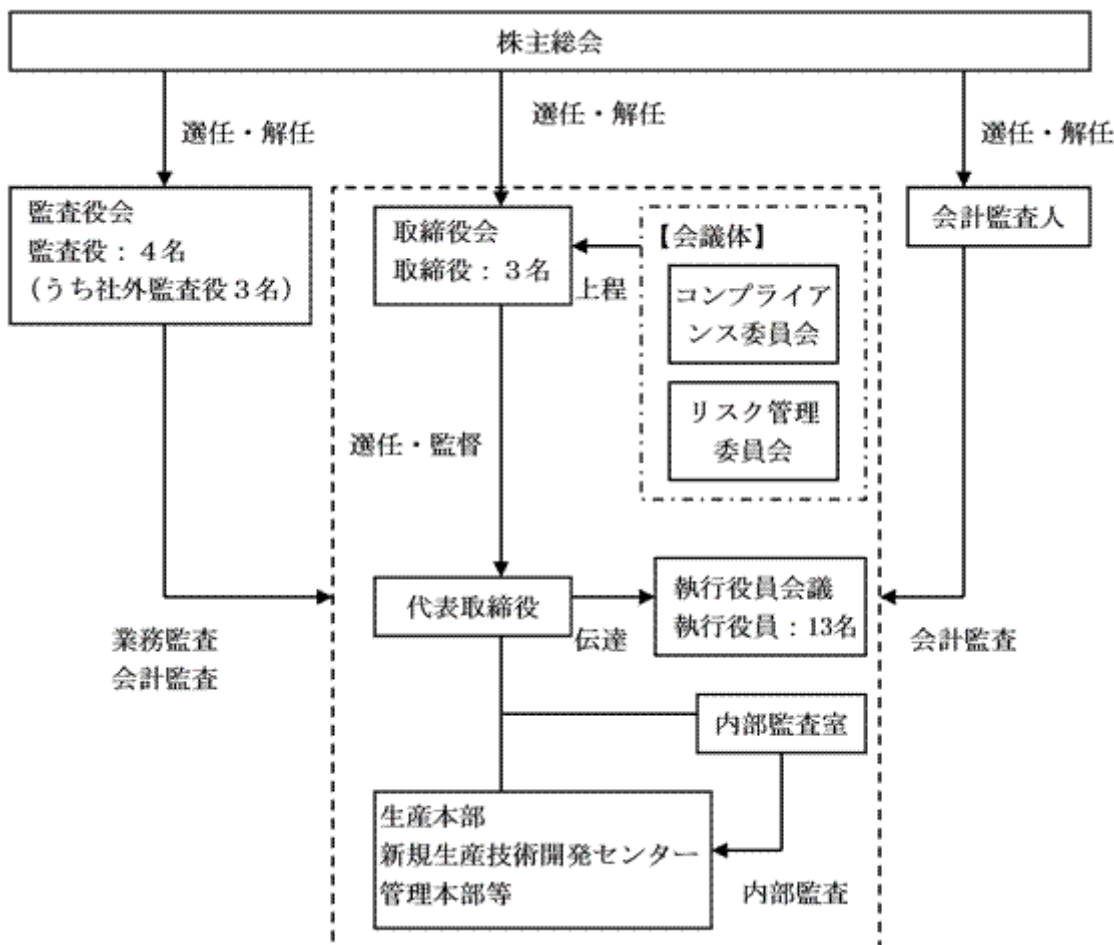 株主総会
選任・解任
選任・解任
選任・解任
監査役会
監査役：４名
（うち社外監査役３名）
取締役会
取締役：３名
上程
【会議体】
コンプライア
ンス委員会
リスク管理
委員会
会計監査人
選任・監督
代表取締役
伝達
執行役員会議
執行役員：13名
業務監査
会計監査
会計監査
内部監査室
生産本部
新規生産技術開発センター
管理本部等
内部監査